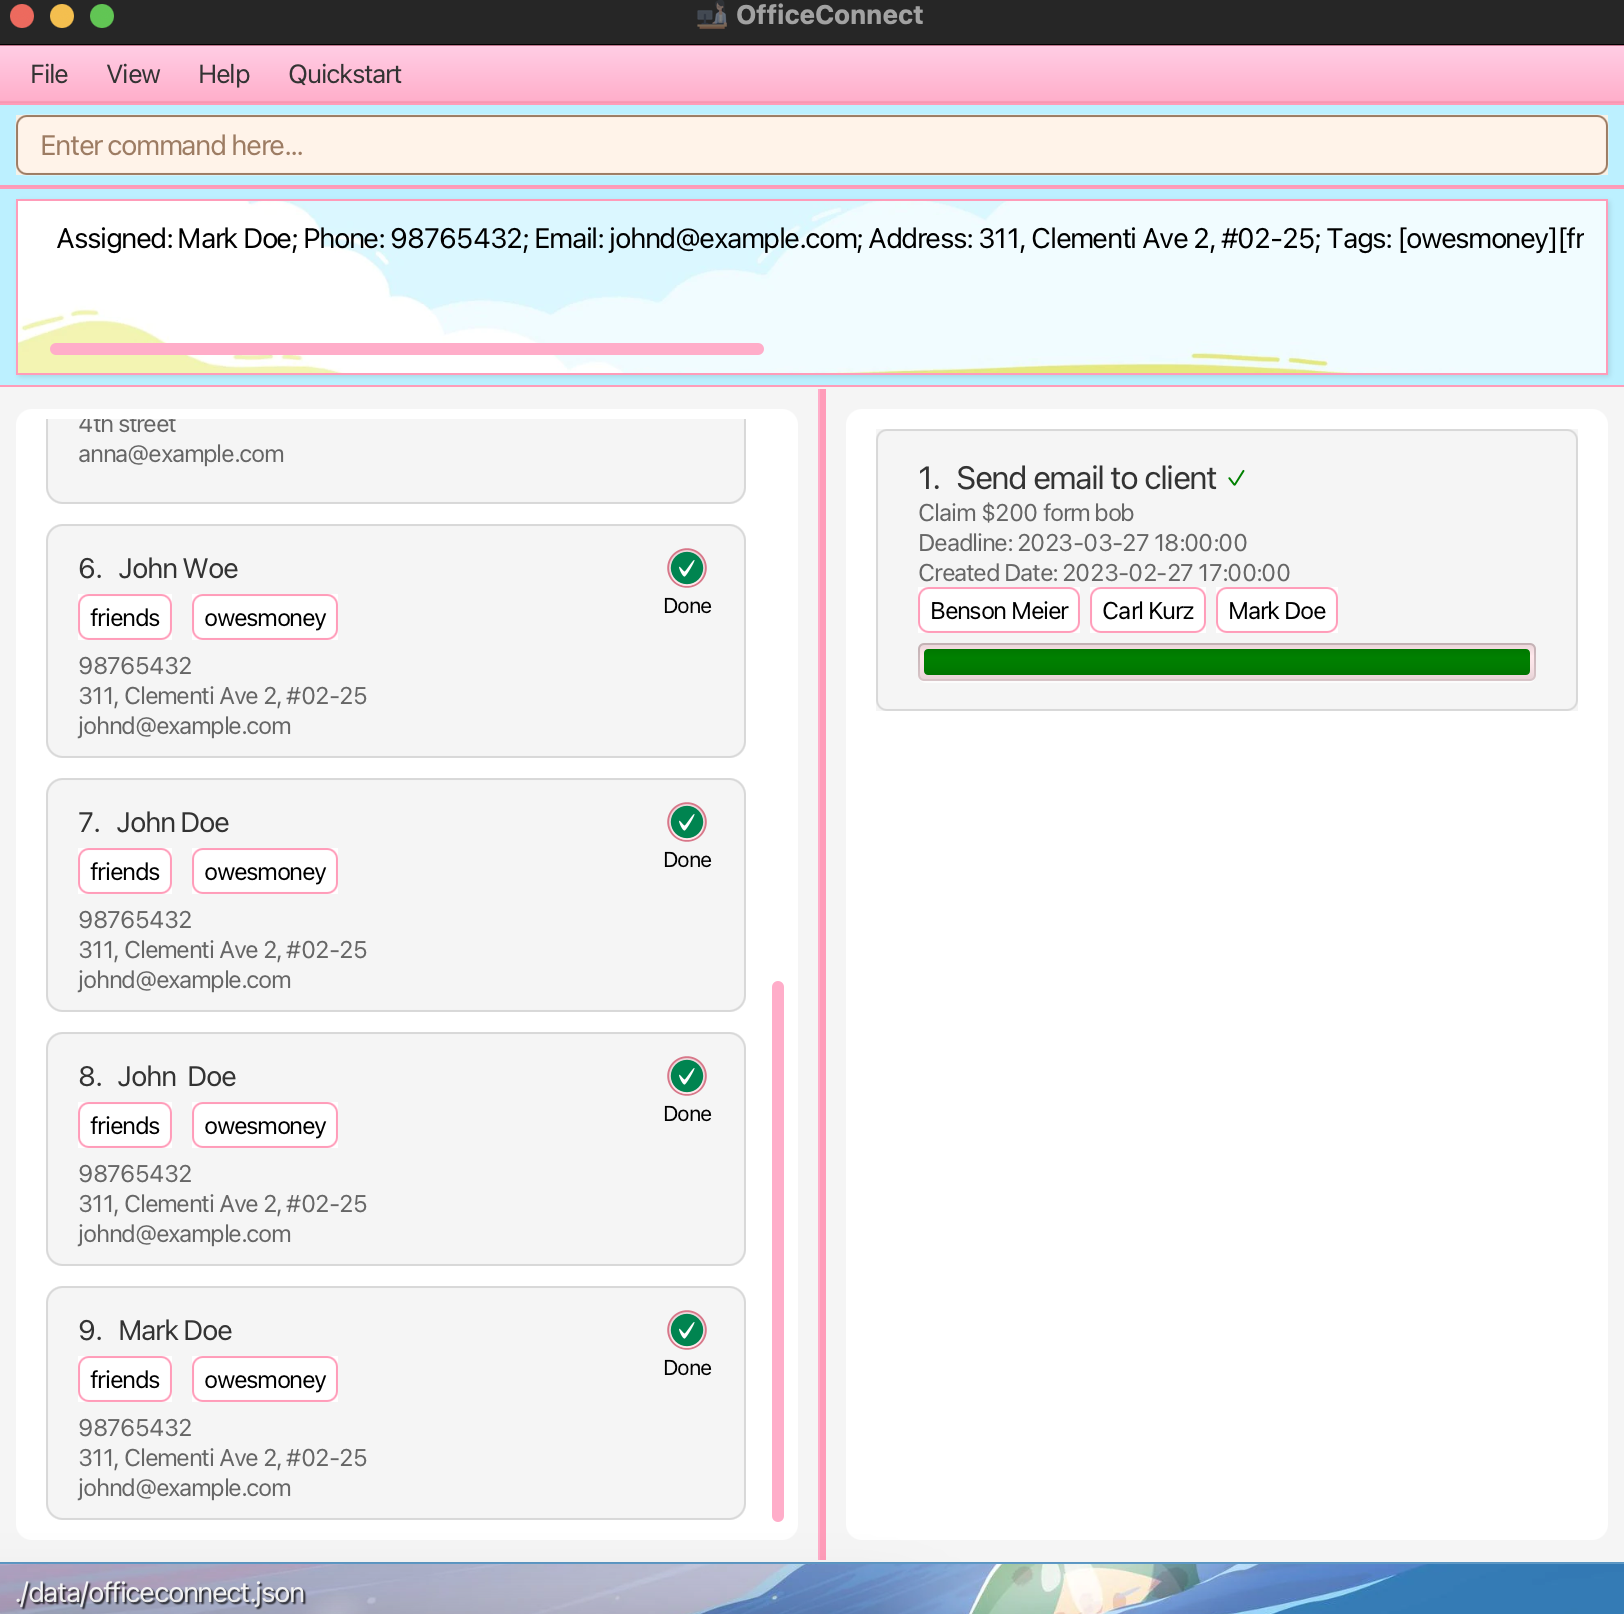 OfficeConnect
File View Help Quickstart
Enter command here...
Assigned: Mark Doe; Phone: 98765432; Email: johnd@example.com; Address: 311, Clementi Ave 2, #02-25; Tags: [owesmoney][fr
4th street
anna@example.com
6. John Woe
Done
friends owesmoney
98765432
311, Clementi Ave 2, #02-25
johnd@example.com
7. John Doe
Done
friends owesmoney
98765432
311, Clementi Ave 2, #02-25
johnd@example.com
8. John  Doe
Done
friends owesmoney
98765432
311, Clementi Ave 2, #02-25
johnd@example.com
9. Mark Doe
Done
friends owesmoney
98765432
311, Clementi Ave 2, #02-25
johnd@example.com
1. Send email to client ✓
Claim $200 form bob
Deadline: 2023-03-27 18:00:00
Created Date: 2023-02-27 17:00:00
Benson Meier Carl Kurz Mark Doe
./data/officeconnect.json